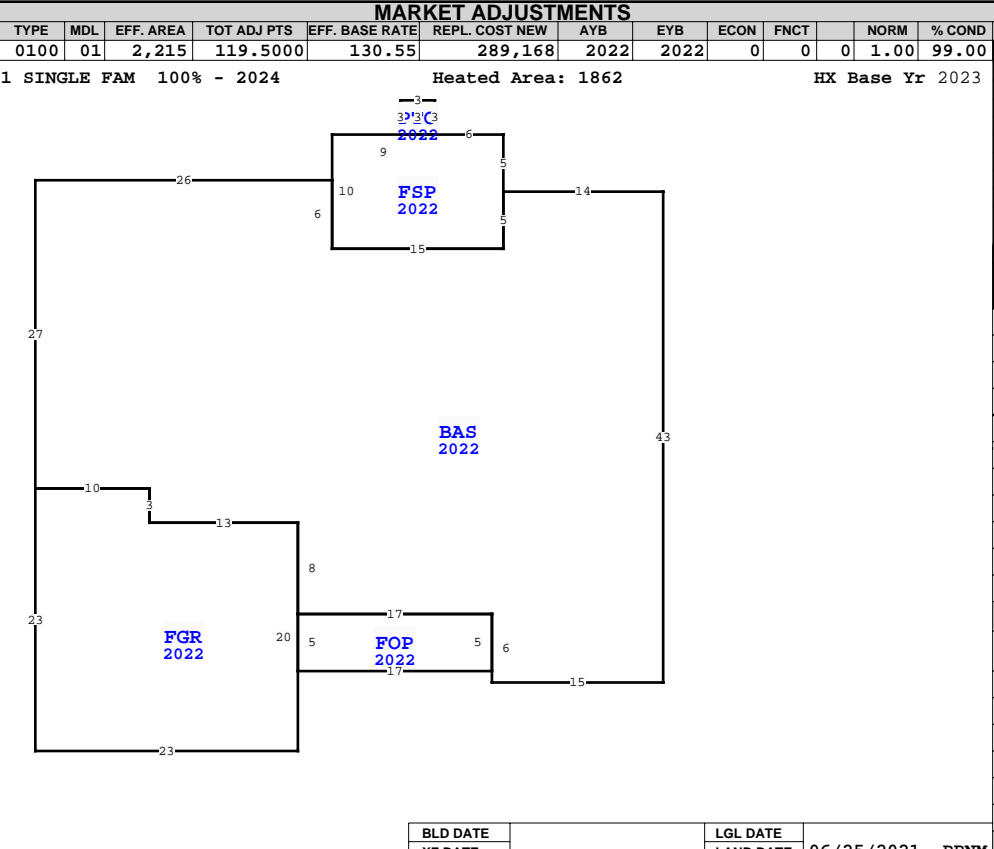 MARKET ADJUSTMENTS
TYPE MDL EFF. AREA TOT ADJ PTS EFF. BASE RATE REPL. COST NEW AYB EYB ECON FNCT NORM % COND
0100 01 2,215 119.5000 130.55 289,168 2022 2022 0 0 0 1.00 99.00
1 SINGLE FAM 100% - 2024 Heated Area: 1862 HX Base Yr 2023
3
3 3 3
2022 6
9 5
26
10 FSP 14
6 2022 5
15
27
BAS
2022 43
10
3
13
8
17
23 FGR 20 5 FOP 5 6
2022 2022
17
15
23
BLD DATE LGL DATE